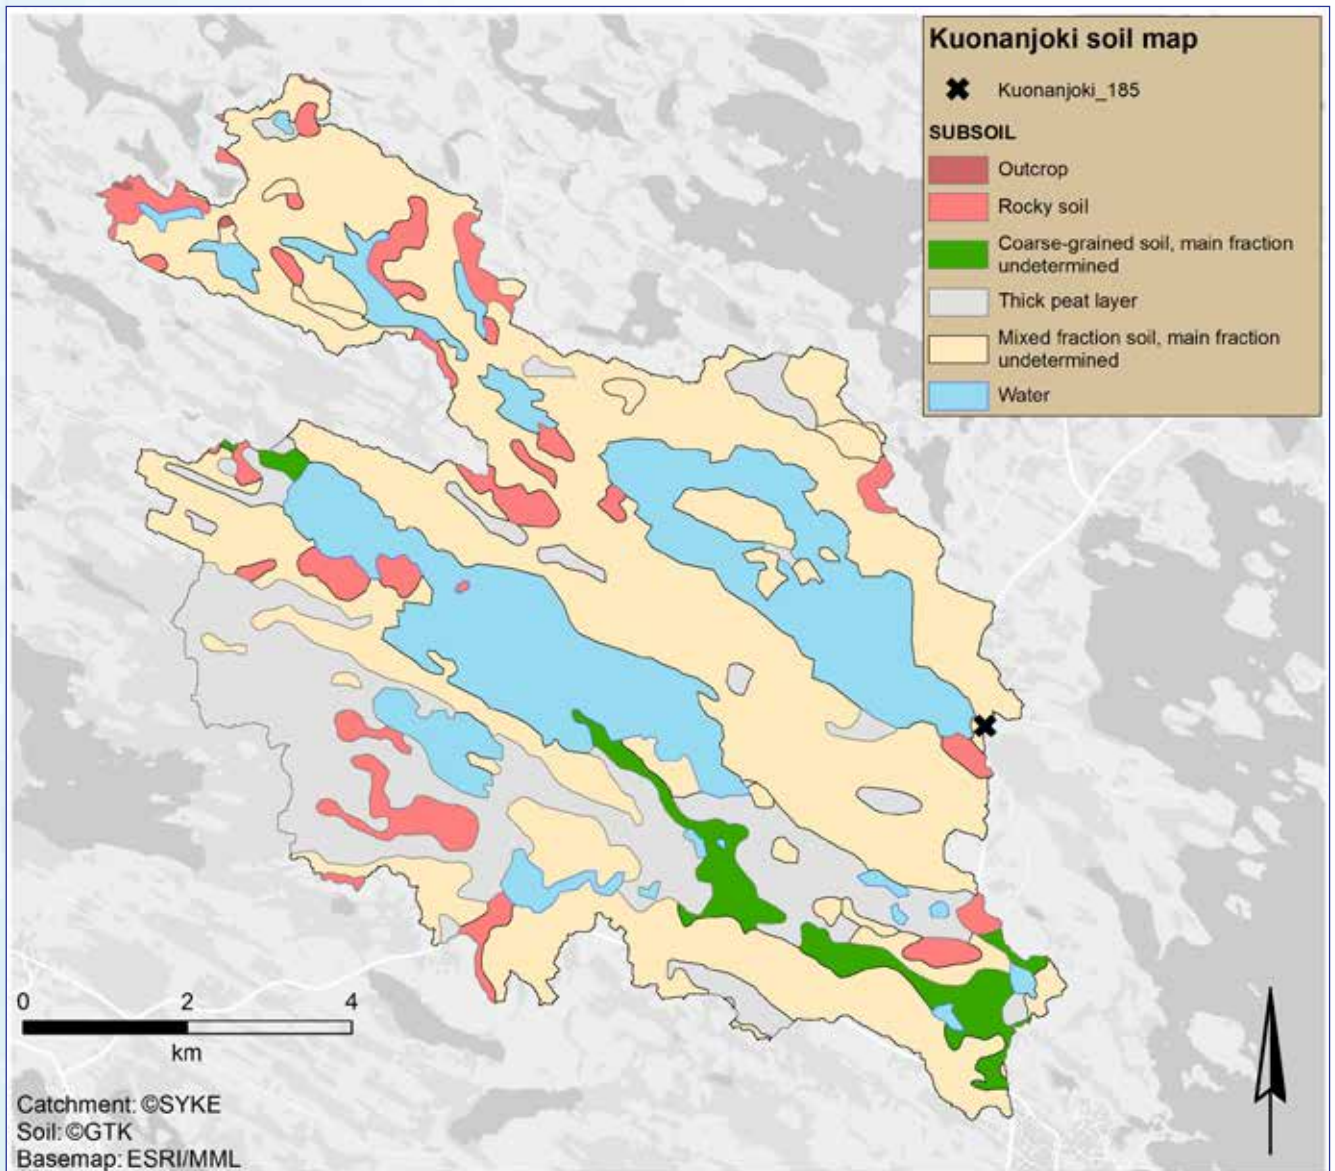 Kuonanjoki soil map
Kuonanjoki_185
SUBSOIL
Outcrop
Rocky soil
Coarse-grained soil, main fraction
undetermined
Thick peat layer
Mixed fraction soil, main fraction
undetermined
Water
0 2 4
km
Catchment: ©SYKE
Soil: ©GTK
Basemap: ESRI/MML